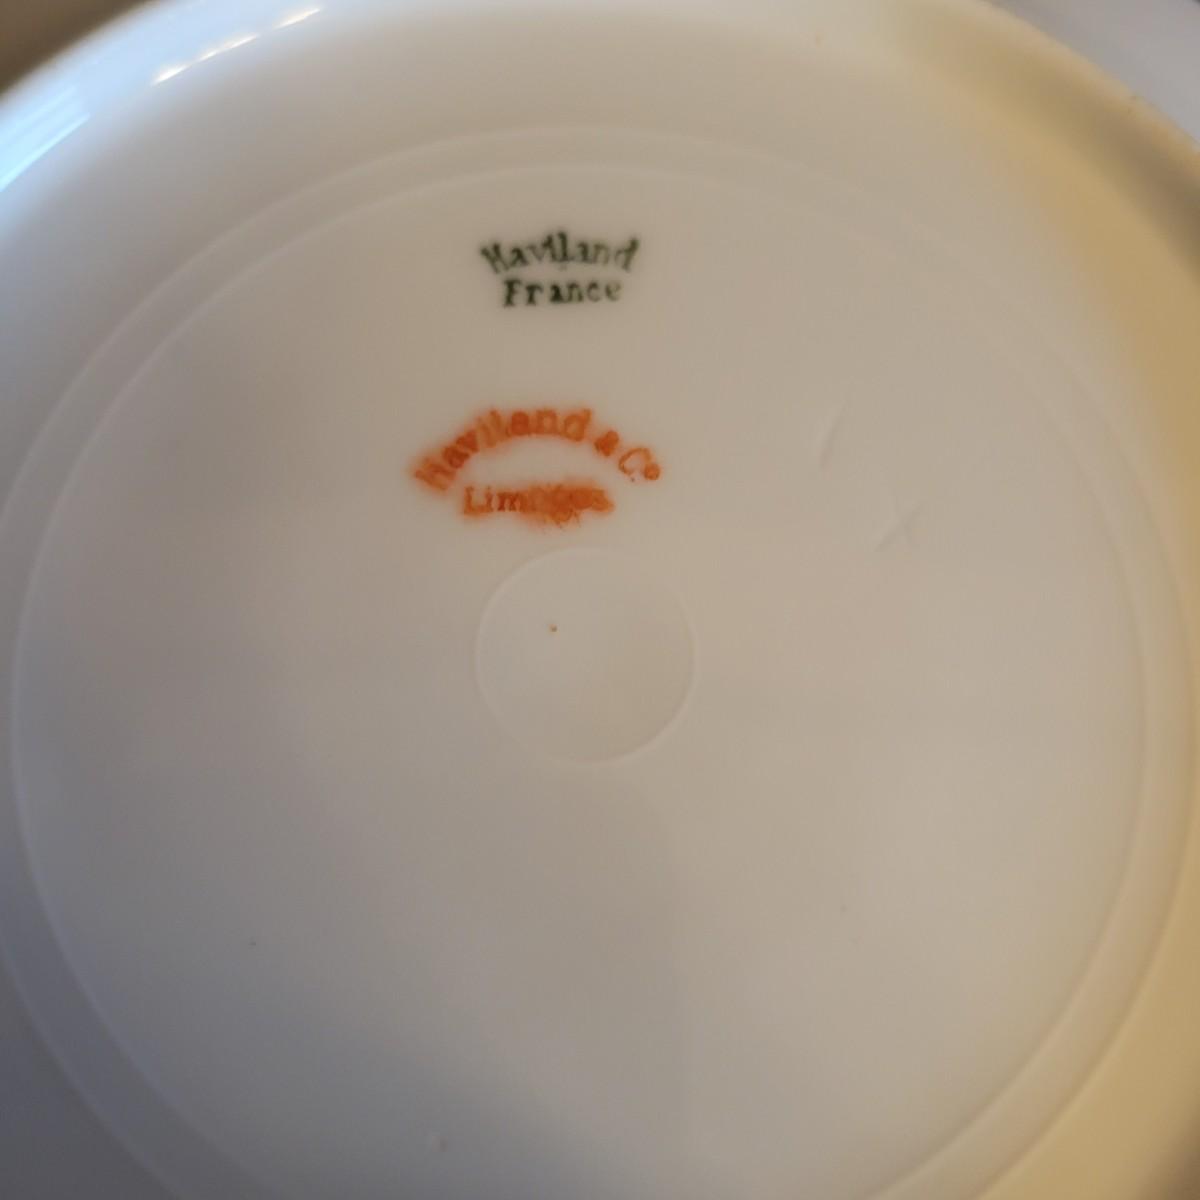 Haviland
France
Haviland & Co
Limoges